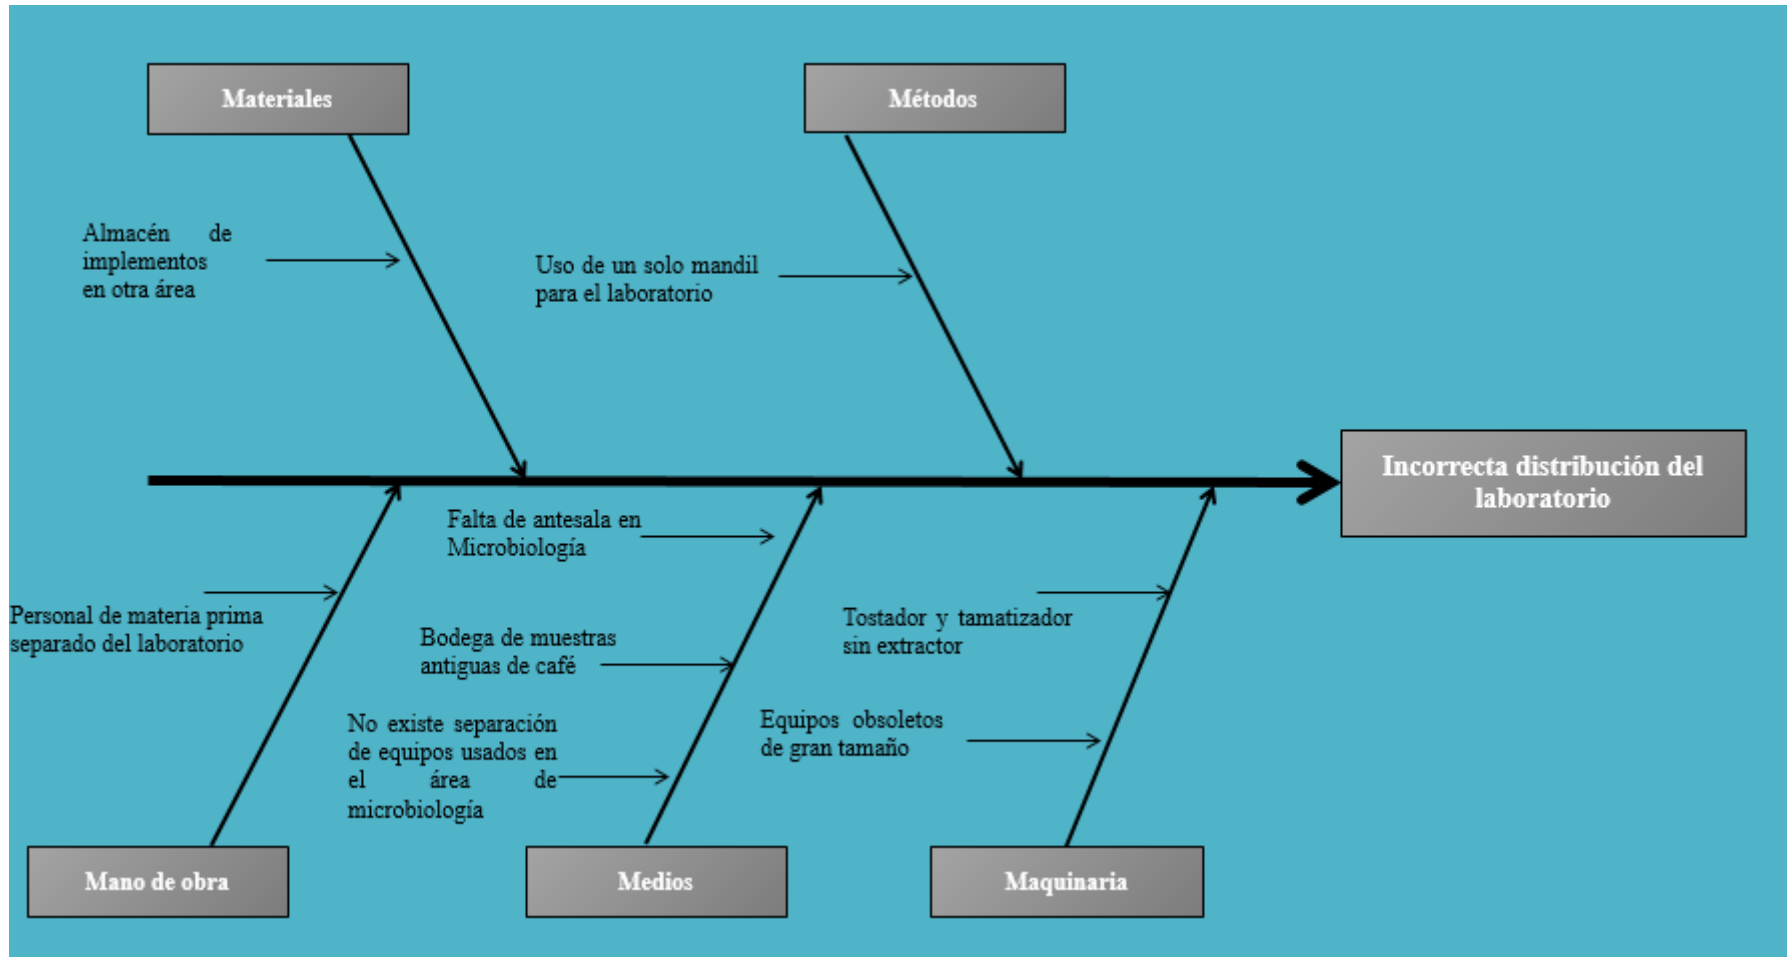 Materiales
Métodos
Almacén de
implementos
en otra área
Uso de un solo mandil
para el laboratorio
Incorrecta distribución del
laboratorio
Falta de antesala en
Microbiología
Personal de materia prima
separado del laboratorio
Bodega de muestras
antiguas de café
Tostador y tamatizador
sin extractor
No existe separación
de equipos usados en
el área de
microbiología
Equipos obsoletos
de gran tamaño
Mano de obra
Medios
Maquinaria